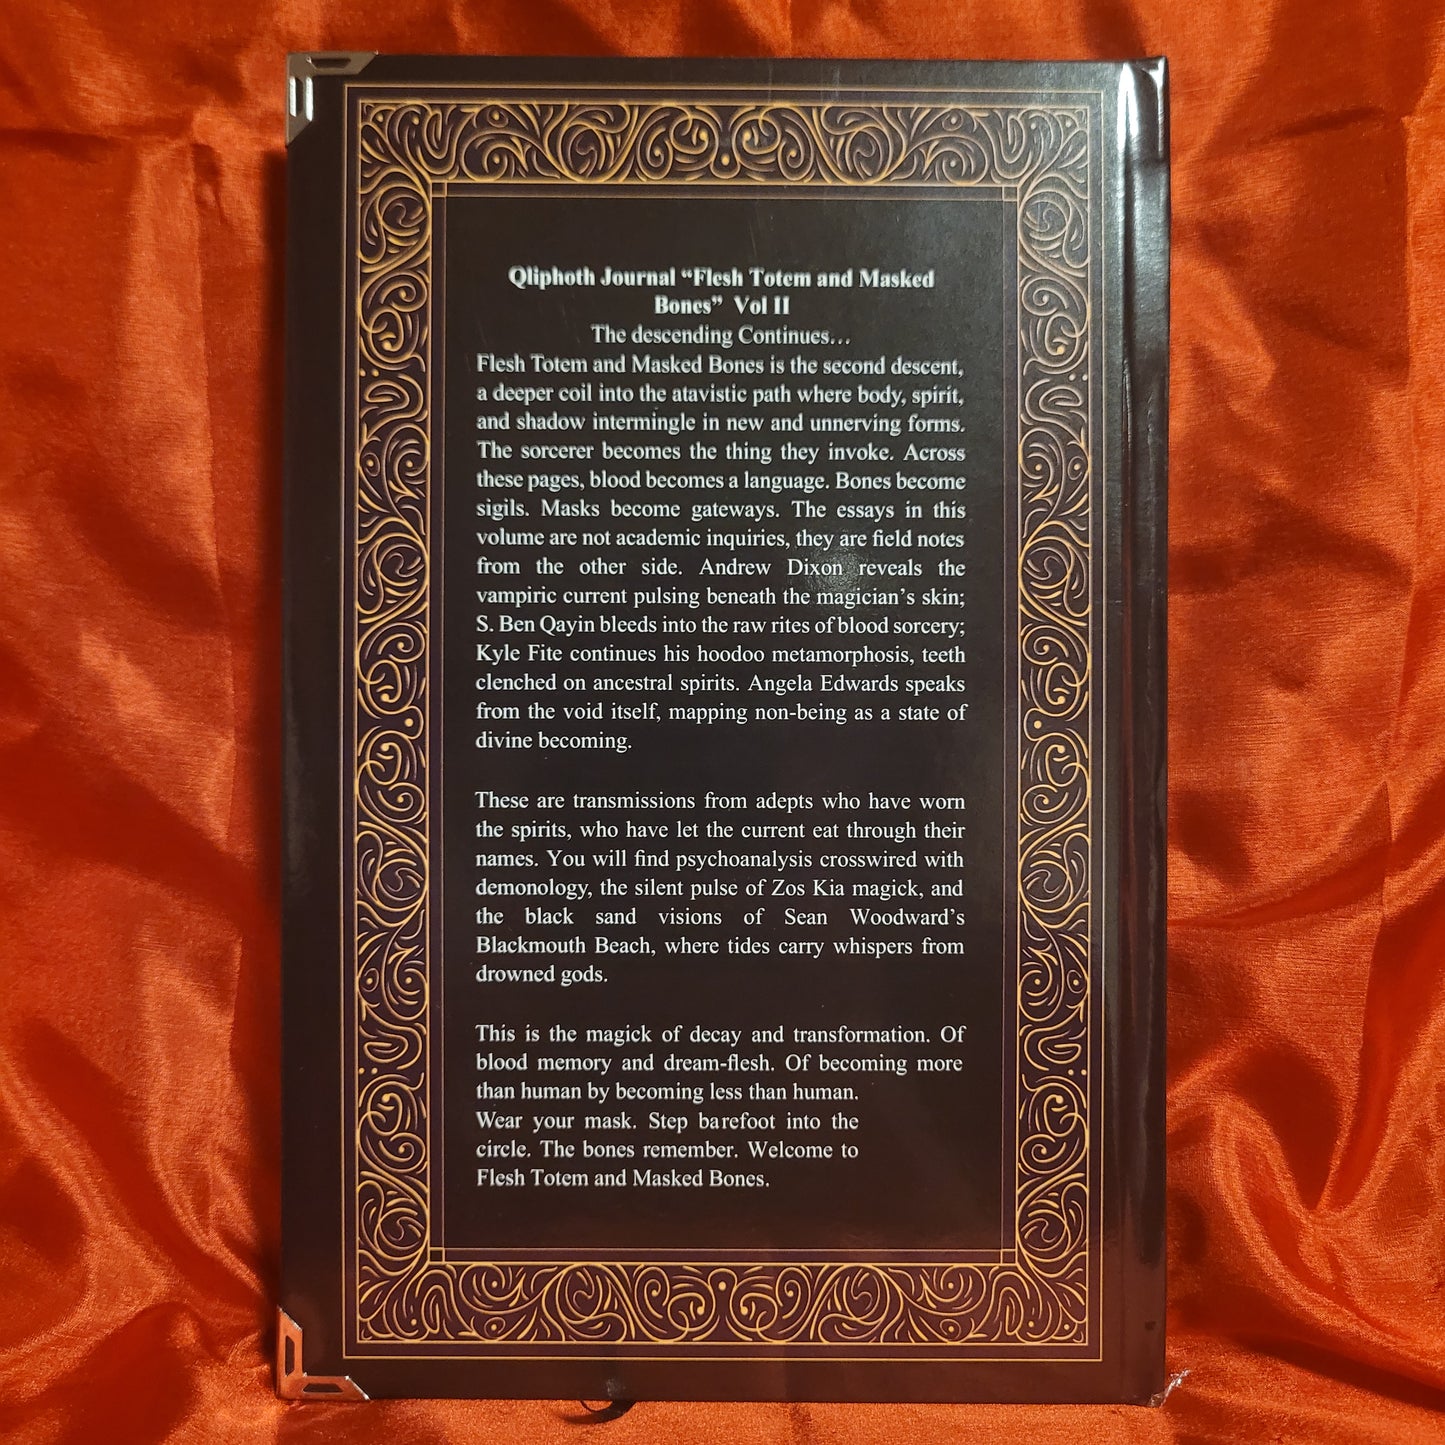 Qliphoth Journal “Flesh Totem and Masked
Bones” Vol II
The descending Continues…
Flesh Totem and Masked Bones is the second descent,
a deeper coil into the atavistic path where body, spirit,
and shadow intermingle in new and unnerving forms.
The sorcerer becomes the thing they invoke. Across
these pages, blood becomes a language. Bones become
sigils. Masks become gateways. The essays in this
volume are not academic inquiries, they are field notes
from the other side. Andrew Dixon reveals the
vampiric current pulsing beneath the magician’s skin;
S. Ben Qayin bleeds into the raw rites of blood sorcery;
Kyle Fite continues his hoodoo metamorphosis, teeth
clenched on ancestral spirits. Angela Edwards speaks
from the void itself, mapping non-being as a state of
divine becoming.
These are transmissions from adepts who have worn
the spirits, who have let the current eat through their
names. You will find psychoanalysis crosswired with
demonology, the silent pulse of Zos Kia magick, and
the black sand visions of Sean Woodward’s
Blackmouth Beach, where tides carry whispers from
drowned gods.
This is the magick of decay and transformation. Of
blood memory and dream-flesh. Of becoming more
than human by becoming less than human.
Wear your mask. Step barefoot into the
circle. The bones remember. Welcome to
Flesh Totem and Masked Bones.